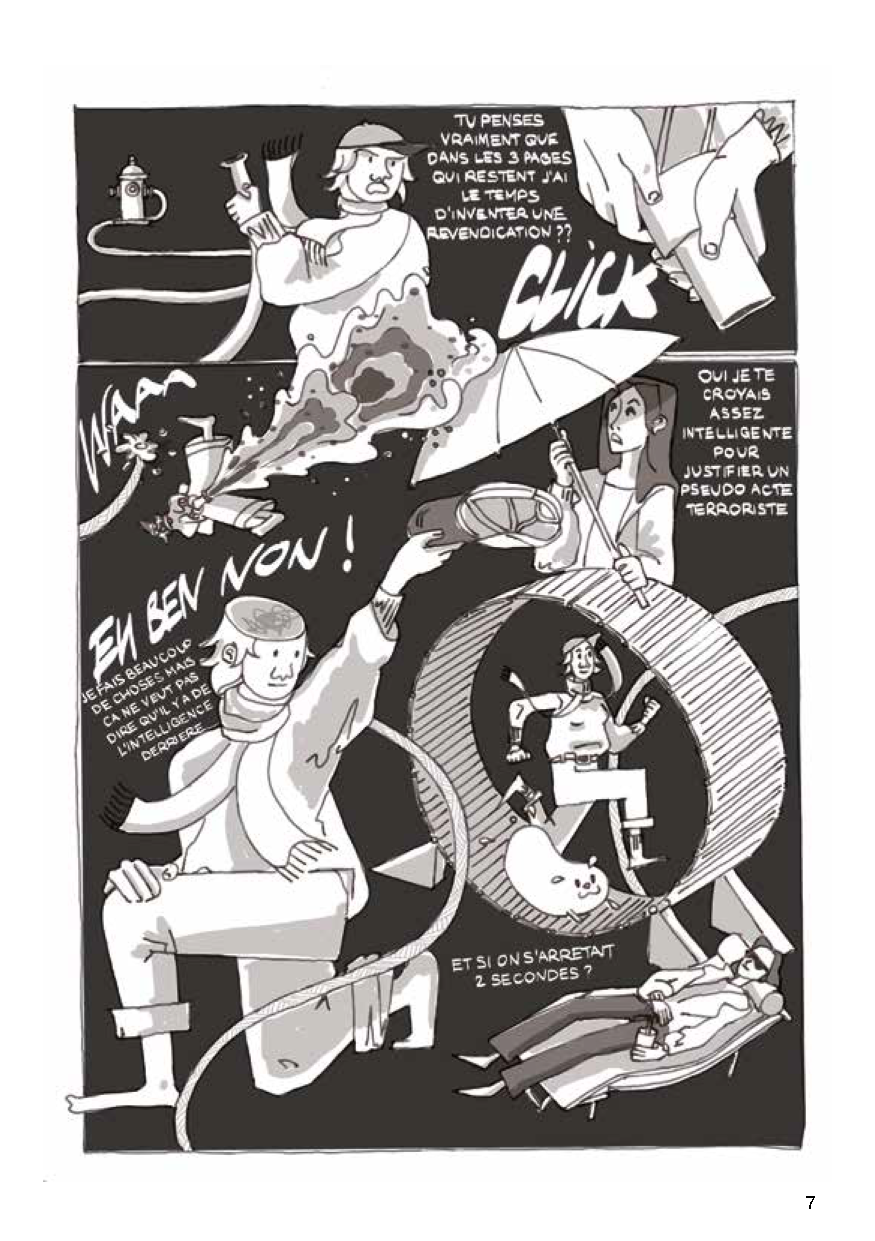 TU PENSES
VRAIMENT QUE
DANS LES 3 PAGES
QUI RESTENT J'AI
LE TEMPS
D'INVENTER UNE
REVENDICATION ??
CLICK
WAAAA
OUI JE TE
CROYAIS
ASSEZ
INTELLIGENTE
POUR
JUSTIFIER UN
PSEUDO ACTE
TERRORISTE
EH BEN NON !
JE FAIS BEAUCOUP
DE CHOSES MAIS
CA NE VEUT PAS
DIRE QU'IL Y A DE
L'INTELLIGENCE
DERRIERE...
ET SI ON S'ARRETAIT
2 SECONDES ?
7